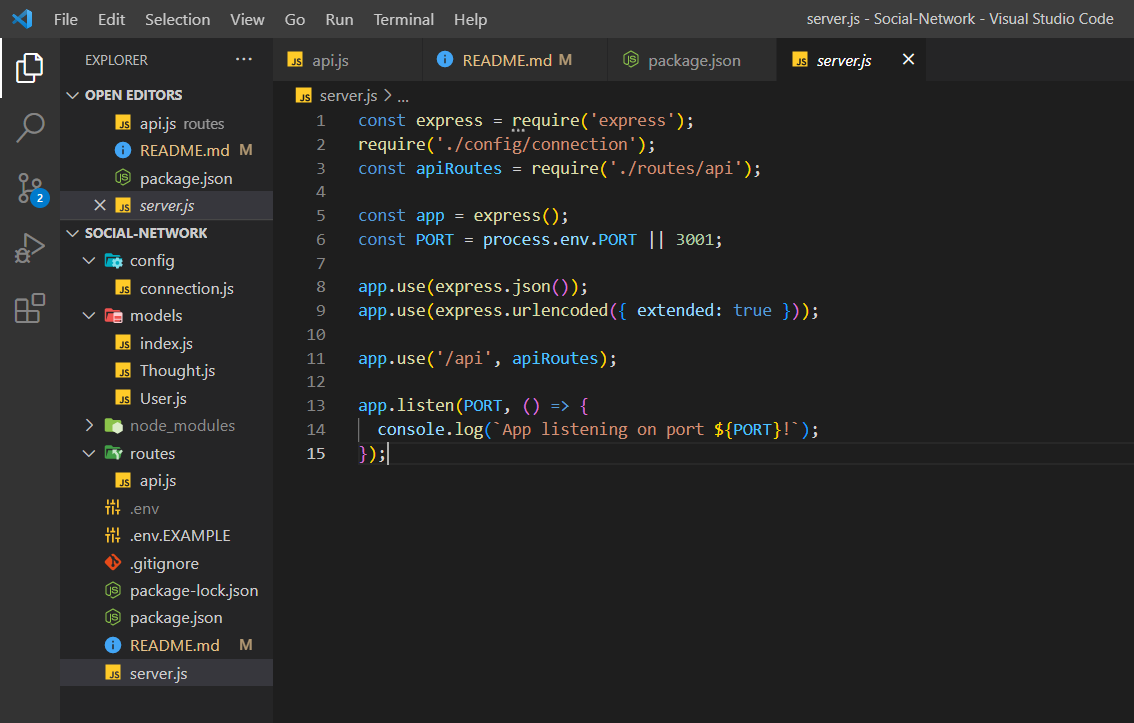 File Edit Selection View Go Run Terminal Help server.js - Social-Network - Visual Studio Code
EXPLORER ...
OPEN EDITORS
JS api.js routes
README.md M
package.json
JS server.js
SOCIAL-NETWORK
config
JS connection.js
models
JS index.js
JS Thought.js
JS User.js
node_modules
routes
JS api.js
.env
.env.EXAMPLE
.gitignore
package-lock.json
package.json
README.md M
JS server.js
2
JS api.js README.md M package.json JS server.js
JS server.js > ...
1 const express = require('express');
2 require('./config/connection');
3 const apiRoutes = require('./routes/api');
4
5 const app = express();
6 const PORT = process.env.PORT || 3001;
7
8 app.use(express.json());
9 app.use(express.urlencoded({ extended: true }));
10
11 app.use('/api', apiRoutes);
12
13 app.listen(PORT, () => {
14 console.log(`App listening on port ${PORT}!`);
15 });